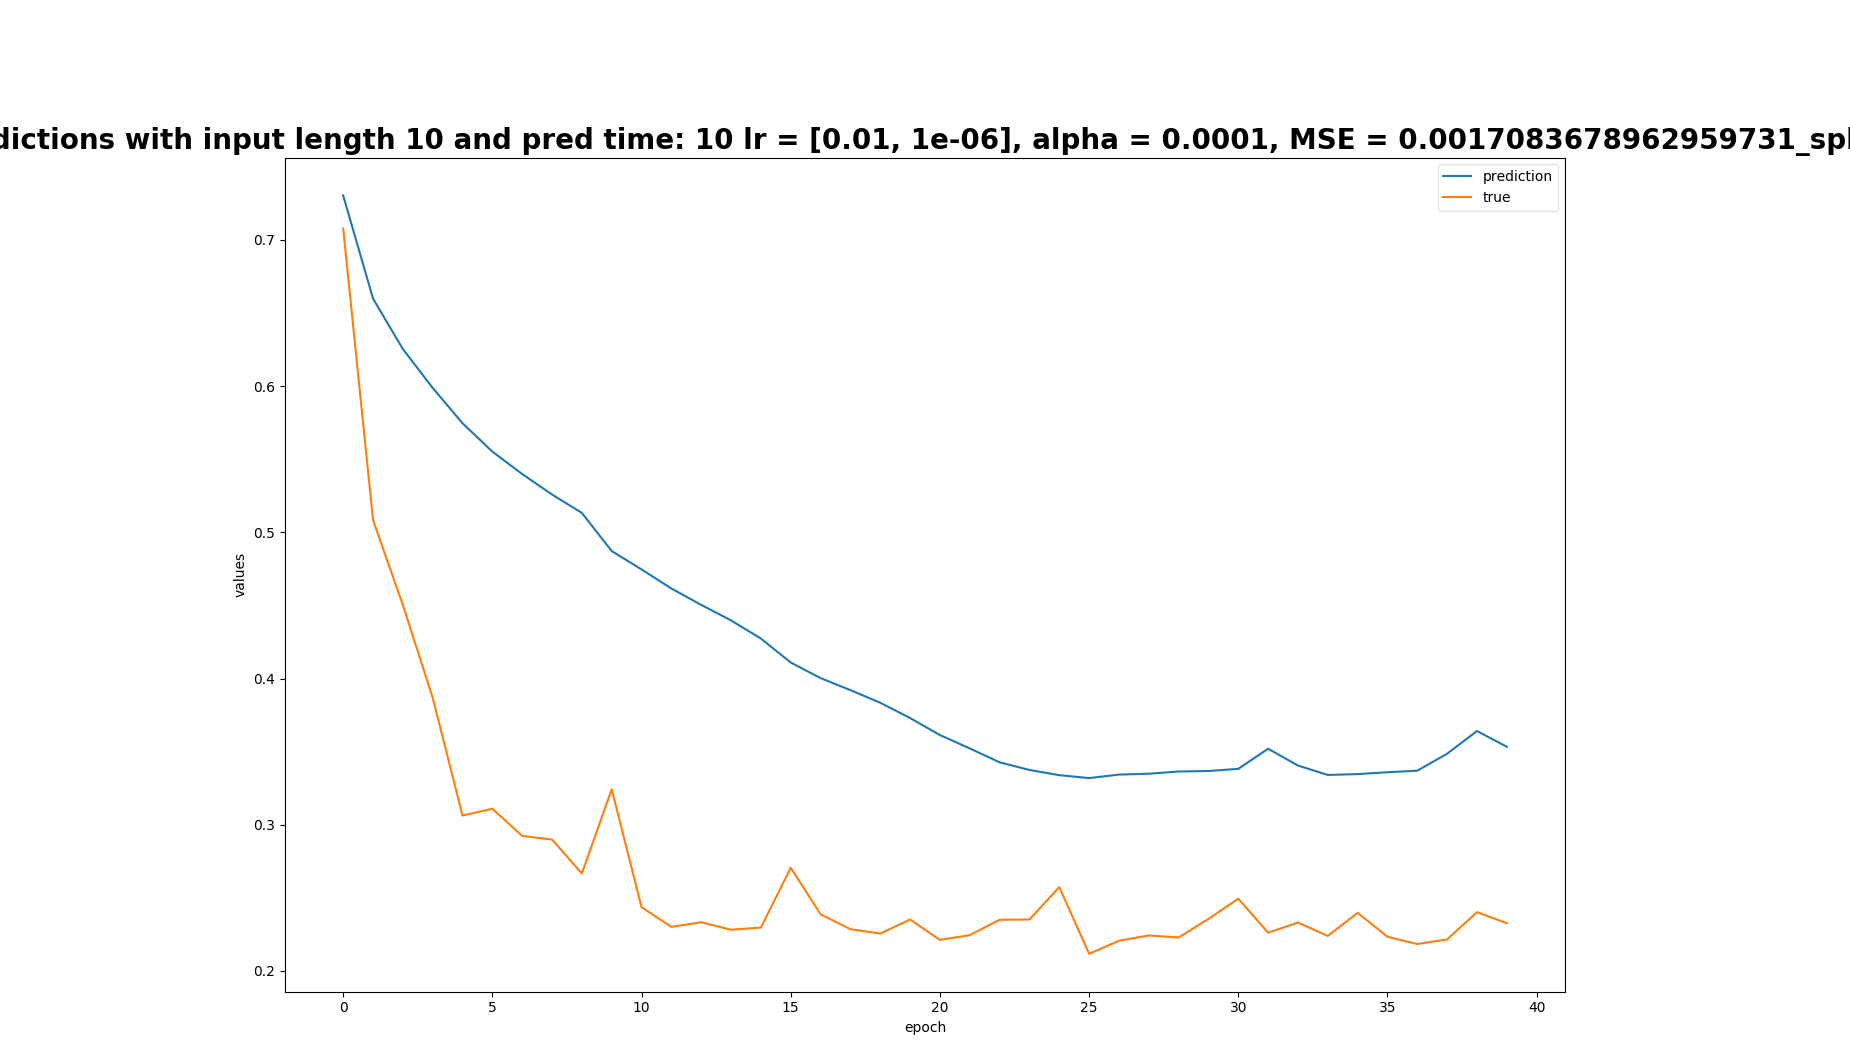 dictions with input length 10 and pred time: 10 lr = [0.01, 1e-06], alpha = 0.0001, MSE = 0.0017083678962959731_spl
prediction
true
0.7
0.6
0.5
0.4
0.3
0.2
values
0 5 10 15 20 25 30 35 40
epoch